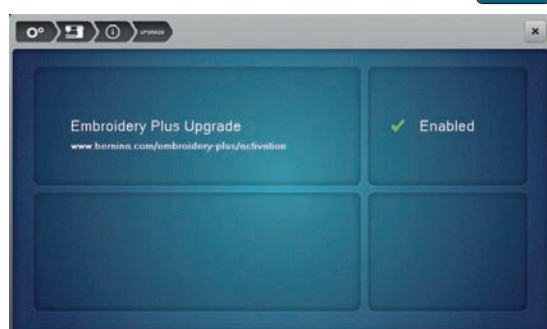 UPGRADE
Embroidery Plus Upgrade
Enabled
www.bernina.com/embroidery-plus/activation